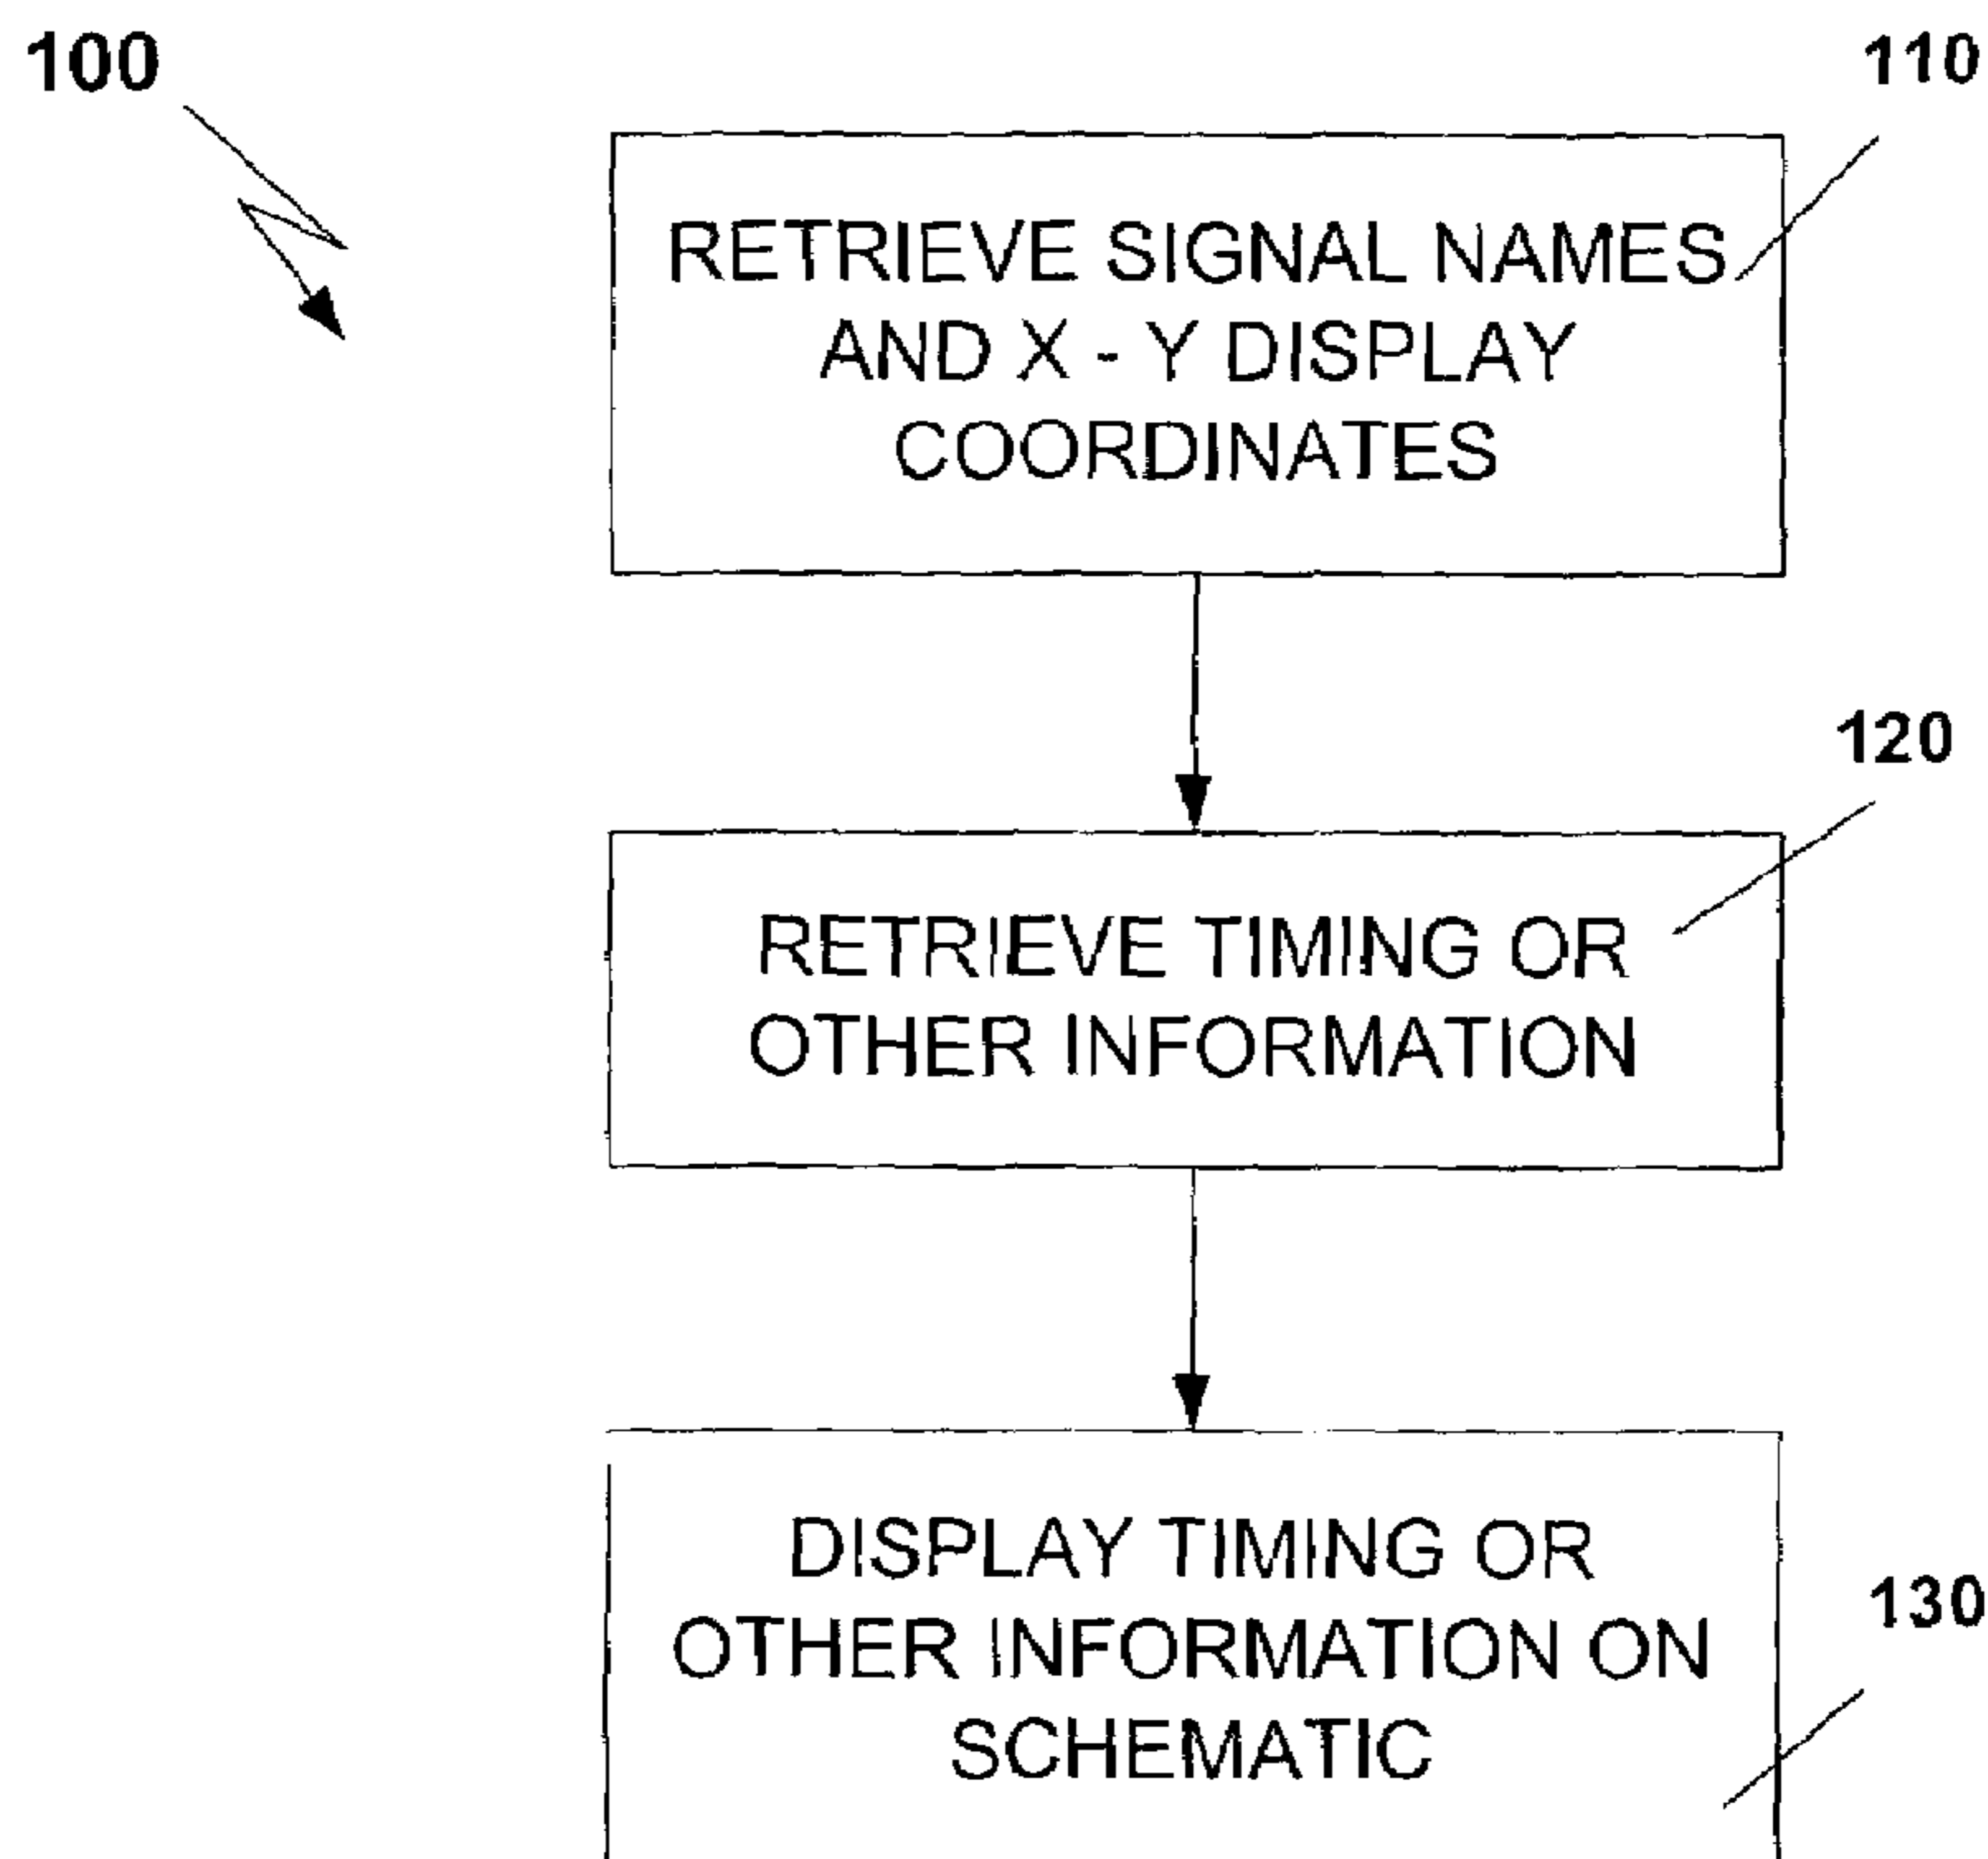 100
110
RETRIEVE SIGNAL NAMES
AND X - Y DISPLAY
COORDINATES
120
RETRIEVE TIMING OR
OTHER INFORMATION
DISPLAY TIMING OR
OTHER INFORMATION ON
SCHEMATIC
130